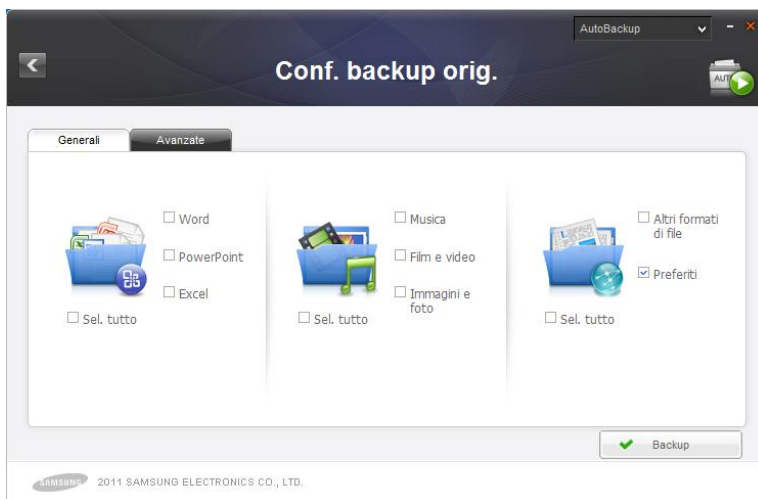 AutoBackup
Conf. backup orig.
AUTO
Generali
Avanzate
Word
PowerPoint
Excel
Sel. tutto
Musica
Film e video
Immagini e
foto
Sel. tutto
Altri formati
di file
Preferiti
Sel. tutto
Backup
SAMSUNG
2011 SAMSUNG ELECTRONICS CO., LTD.